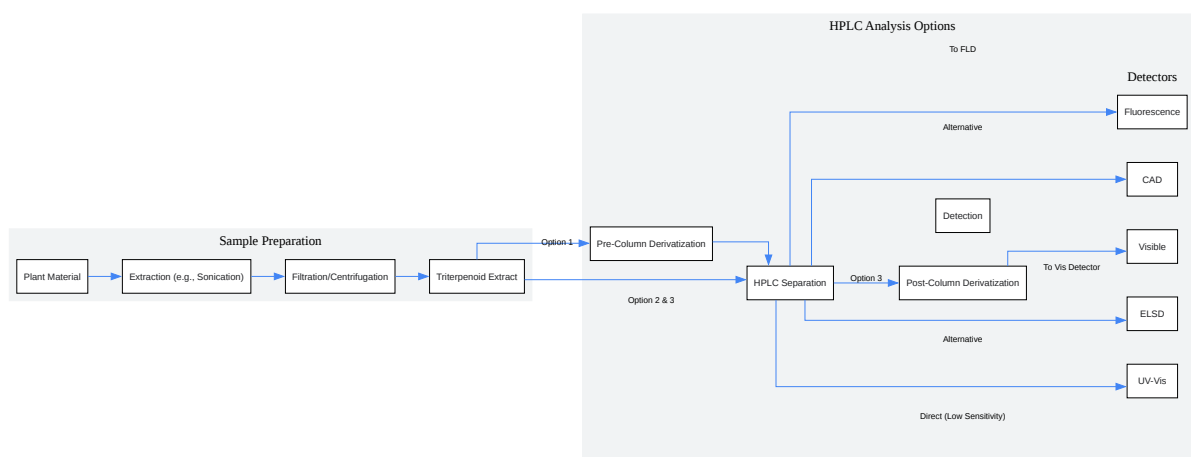 HPLC Analysis Options
To FLD
Detectors
Fluorescence
Alternative
CAD
Detection
Sample Preparation
Option 1
Pre-Column Derivatization
Visible
To Vis Detector
Plant Material
Extraction (e.g., Sonication)
Filtration/Centrifugation
Triterpenoid Extract
Option 2 & 3
HPLC Separation
Option 3
Post-Column Derivatization
ELSD
Alternative
UV-Vis
Direct (Low Sensitivity)